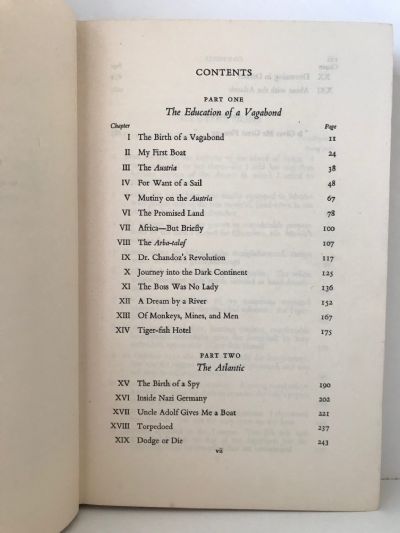 CONTENTS
PART ONE
The Education of a Vagabond
Chapter Page
I The Birth of a Vagabond 11
II My First Boat 24
III The Austria 38
IV For Want of a Sail 48
V Mutiny on the Austria 67
VI The Promised Land 78
VII Africa—But Briefly 100
VIII The Arba-talaf 107
IX Dr. Chandoz's Revolution 117
X Journey into the Dark Continent 125
XI The Boss Was No Lady 136
XII A Dream by a River 152
XIII Of Monkeys, Mines, and Men 167
XIV Tiger-fish Hotel 175
PART TWO
The Atlantic
XV The Birth of a Spy 190
XVI Inside Nazi Germany 202
XVII Uncle Adolf Gives Me a Boat 221
XVIII Torpedoed 237
XIX Dodge or Die 243
vii